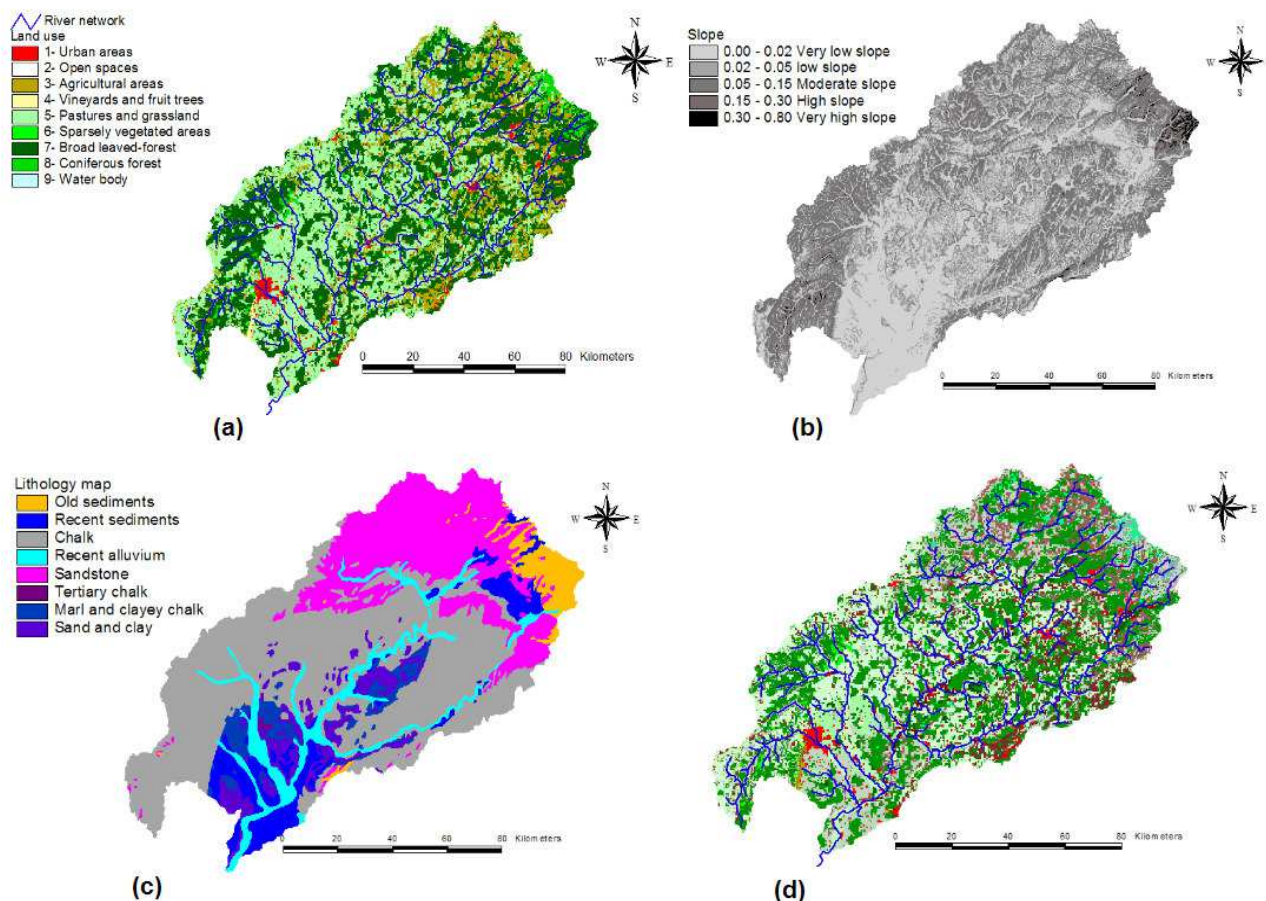 River network
Land use
1- Urban areas
2- Open spaces
3- Agricultural areas
4- Vineyards and fruit trees
5- Pastures and grassland
6- Sparsely vegetated areas
7- Broad leaved-forest
8- Coniferous forest
9- Water body
N
W E
S
0 20 40 60 80 Kilometers
(a)
Slope
0.00 - 0.02 Very low slope
0.02 - 0.05 low slope
0.05 - 0.15 Moderate slope
0.15 - 0.30 High slope
0.30 - 0.80 Very high slope
N
W E
S
0 20 40 60 80 Kilometers
(b)
Lithology map
Old sediments
Recent sediments
Chalk
Recent alluvium
Sandstone
Tertiary chalk
Marl and clayey chalk
Sand and clay
N
W E
S
0 20 40 60 80 Kilometers
(c)
N
W E
S
0 20 40 60 80 Kilometers
(d)